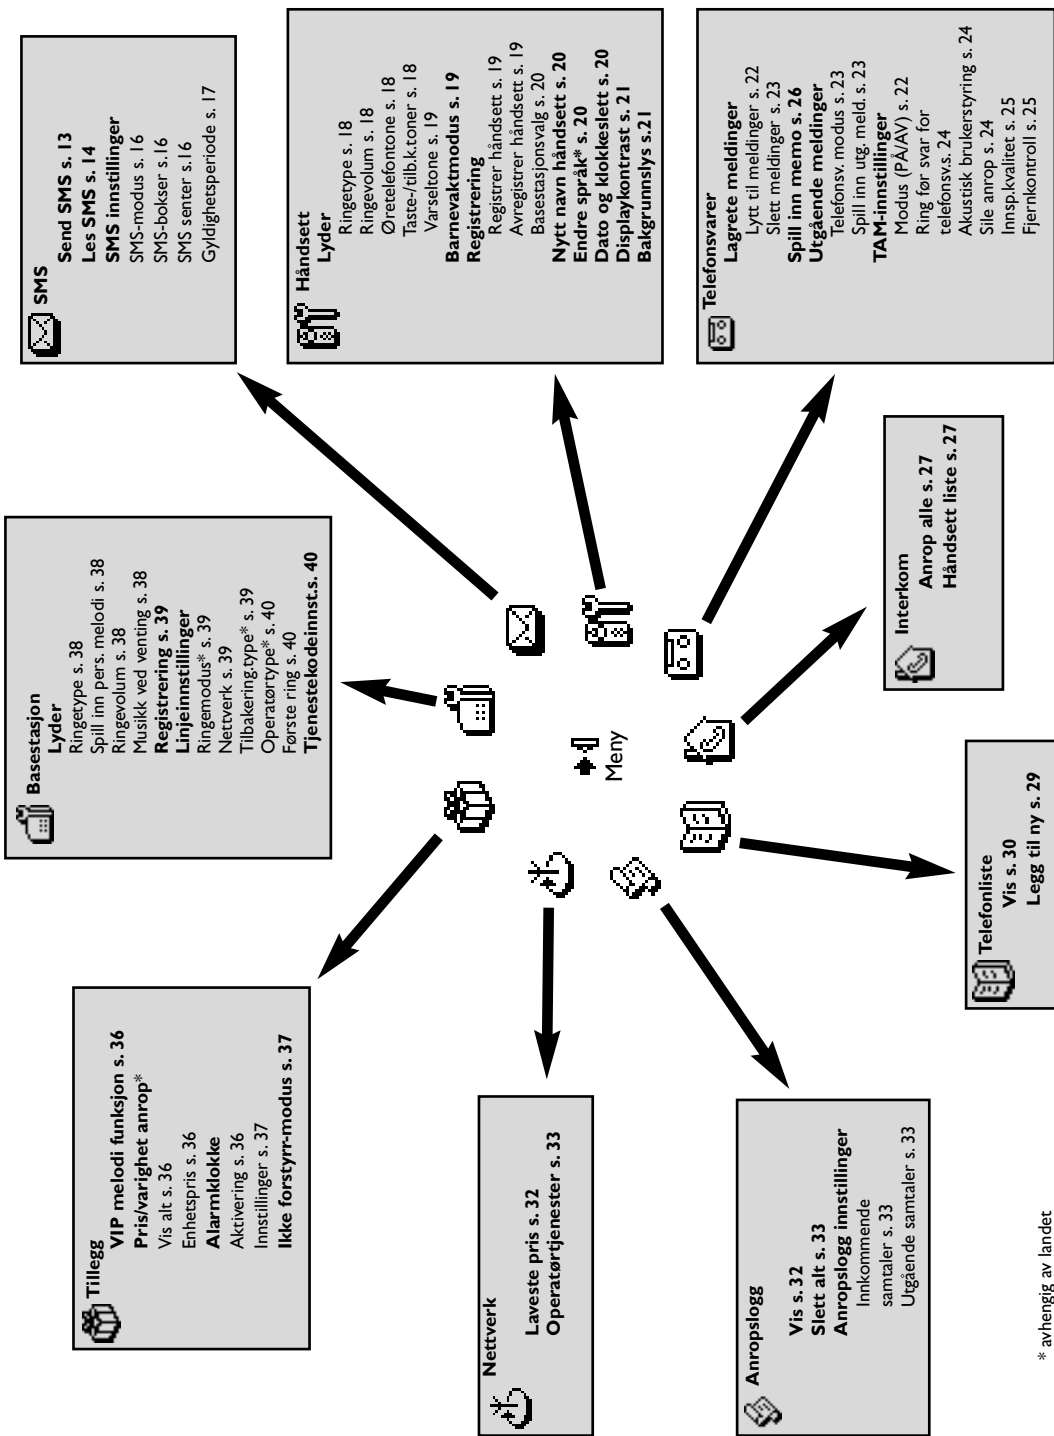 Tillegg
VIP melodi funksjon s. 36
Pris/varighet anrop*
Vis alt s. 36
Enhetspris s. 36
Alarmklokke
Aktivering s. 36
Innstillinger s. 37
Ikke forstyrr-modus s. 37
Basestasjon
Lyder
Ringetype s. 38
Spill inn pers. melodi s. 38
Ringevolum s. 38
Musikk ved venting s. 38
Registrering s. 39
Linjeinnstillinger
Ringemodus* s. 39
Nettverk s. 39
Tilbakering.type* s. 39
Operatørtype* s. 40
Første ring s. 40
Tjenestekodeinnst.s. 40
SMS
Send SMS s. 13
Les SMS s. 14
SMS innstillinger
SMS-modus s. 16
SMS-bokser s. 16
SMS senter s.16
Gyldighetsperiode s. 17
Håndsett
Lyder
Ringetype s. 18
Ringevolum s. 18
Øretelefontone s. 18
Taste-/tilb.k.toner s. 18
Varseltone s. 19
Barnevaktmodus s. 19
Registrering
Registrer håndsett s. 19
Avregistrer håndsett s. 19
Basestasjonsvalg s. 20
Nytt navn håndsett s. 20
Endre språk* s. 20
Dato og klokkeslett s. 20
Displaykontrast s. 21
Bakgrunnslys s.21
Nettverk
Laveste pris s. 32
Operatørtjenester s. 33
Meny
Telefonsvarer
Lagrete meldinger
Lytt til meldinger s. 22
Slett meldinger s. 23
Spill inn memo s. 26
Utgående meldinger
Telefonsv. modus s. 23
Spill inn utg. meld. s. 23
TAM-innstillinger
Modus (PÅ/AV) s. 22
Ring før svar for
telefonsv.s. 24
Akustisk brukerstyring s. 24
Sile anrop s. 24
Innsp.kvalitet s. 25
Fjernkontroll s. 25
Anropslogg
Vis s.32
Slett alt s. 33
Anropslogg innstillinger
Innkommende
samtaler s. 33
Utgående samtaler s. 33
Telefonliste
Vis s. 30
Legg til ny s. 29
Interkom
Anrop alle s. 27
Håndsett liste s. 27
* avhengig av landet